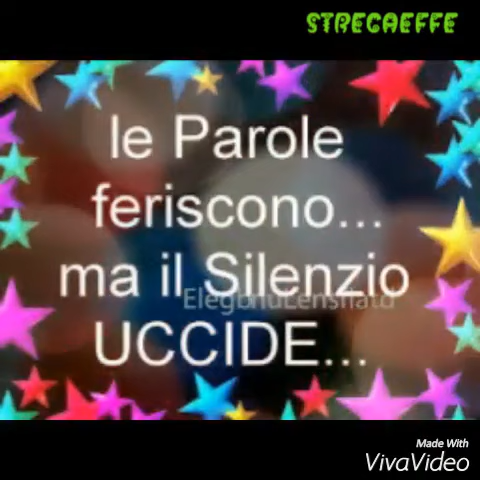 STREGAEFFE
le Parole
feriscono...
ma il Silenzio
UCCIDE...
Made With
VivaVideo